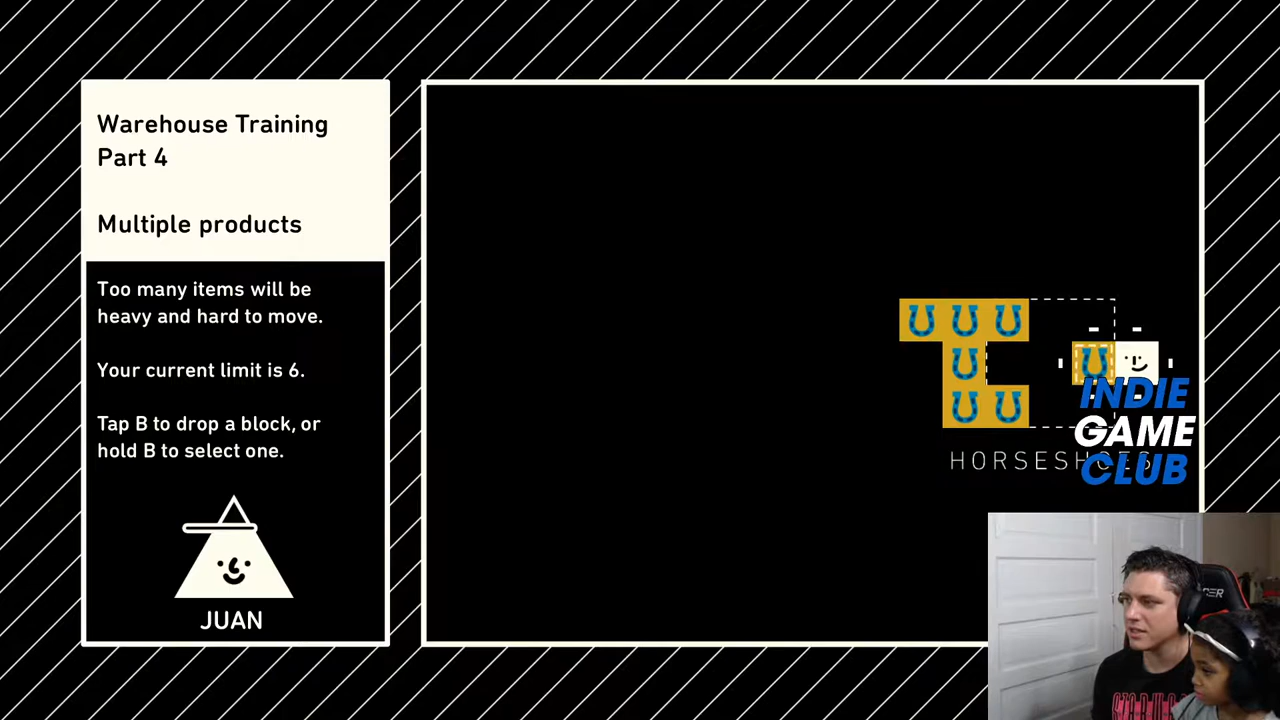 Warehouse Training
Part 4
Multiple products
Too many items will be
heavy and hard to move.
Your current limit is 6.
Tap B to drop a block, or
hold B to select one.
JUAN
INDIE
GAME
CLUB
HORSESHOES